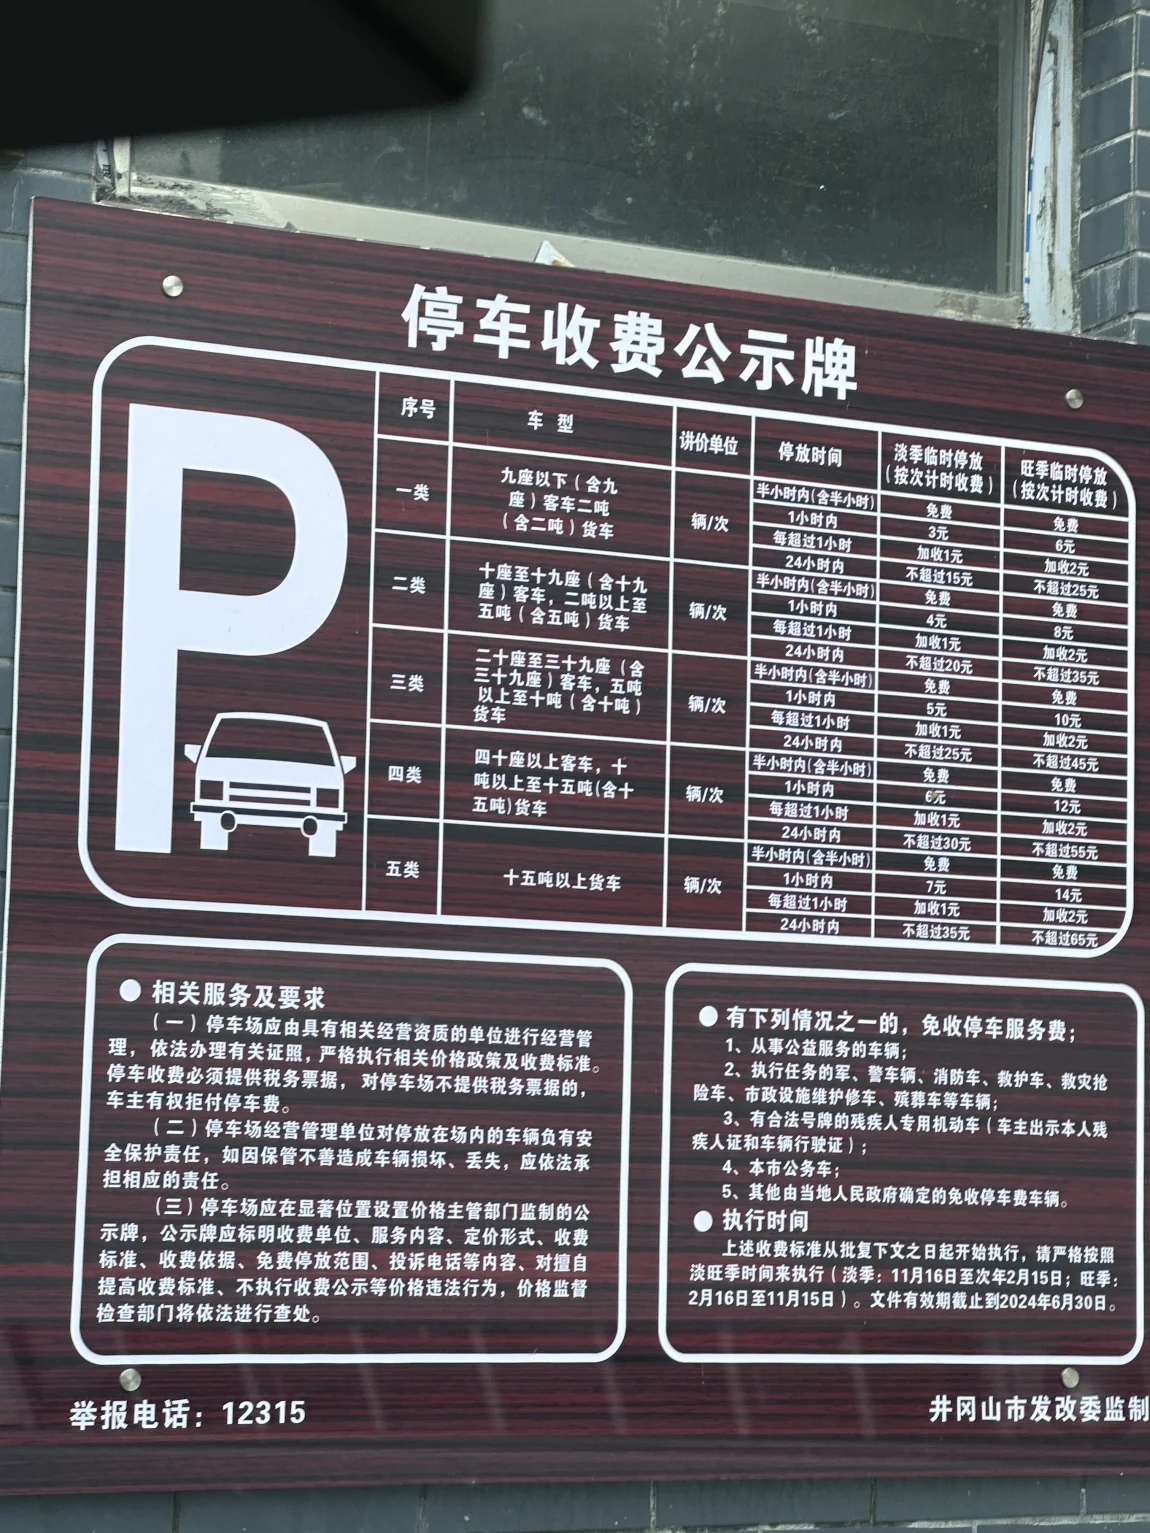 停车收费公示牌
P
序号 车型 讲价单位 停放时间 淡季临时停放(按次计时收费) 旺季临时停放(按次计时收费)
一类 九座以下(含九座)客车二吨(含二吨)货车 辆/次
半小时内(含半小时) 免费 免费
1小时内 3元 6元
每超过1小时 加收1元 加收2元
24小时内 不超过15元 不超过25元
二类 十座至十九座(含十九座)客车,二吨以上至五吨(含五吨)货车 辆/次
半小时内(含半小时) 免费 免费
1小时内 4元 8元
每超过1小时 加收1元 加收2元
24小时内 不超过20元 不超过35元
三类 二十座至三十九座(含三十九座)客车,五吨以上至十吨(含十吨)货车 辆/次
半小时内(含半小时) 免费 免费
1小时内 5元 10元
每超过1小时 加收1元 加收2元
24小时内 不超过25元 不超过45元
四类 四十座以上客车,十吨以上至十五吨(含十五吨)货车 辆/次
半小时内(含半小时) 免费 免费
1小时内 6元 12元
每超过1小时 加收1元 加收2元
24小时内 不超过30元 不超过55元
五类 十五吨以上货车 辆/次
半小时内(含半小时) 免费 免费
1小时内 7元 14元
每超过1小时 加收1元 加收2元
24小时内 不超过35元 不超过65元
● 相关服务及要求
(一)停车场应由具有相关经营资质的单位进行经营管
理,依法办理有关证照,严格执行相关价格政策及收费标准。
停车收费必须提供税务票据,对停车场不提供税务票据的,
车主有权拒付停车费。
(二)停车场经营管理单位对停放在场内的车辆负有安
全保护责任,如因保管不善造成车辆损坏、丢失,应依法承
担相应的责任。
(三)停车场应在显著位置设置价格主管部门监制的公
示牌,公示牌应标明收费单位、服务内容、定价形式、收费
标准、收费依据、免费停放范围、投诉电话等内容、对擅自
提高收费标准、不执行收费公示等价格违法行为,价格监督
检查部门将依法进行查处。
● 有下列情况之一的,免收停车服务费;
1、从事公益服务的车辆;
2、执行任务的军、警车辆、消防车、救护车、救灾抢
险车、市政设施维护修车、殡葬车等车辆;
3、有合法号牌的残疾人专用机动车(车主出示本人残
疾人证和车辆行驶证);
4、本市公务车;
5、其他由当地人民政府确定的免收停车费车辆。
● 执行时间
上述收费标准从批复下文之日起开始执行,请严格按照
淡旺季时间来执行(淡季:11月16日至次年2月15日;旺季:
2月16日至11月15日)。文件有效期截止到2024年6月30日。
举报电话:12315
井冈山市发改委监制